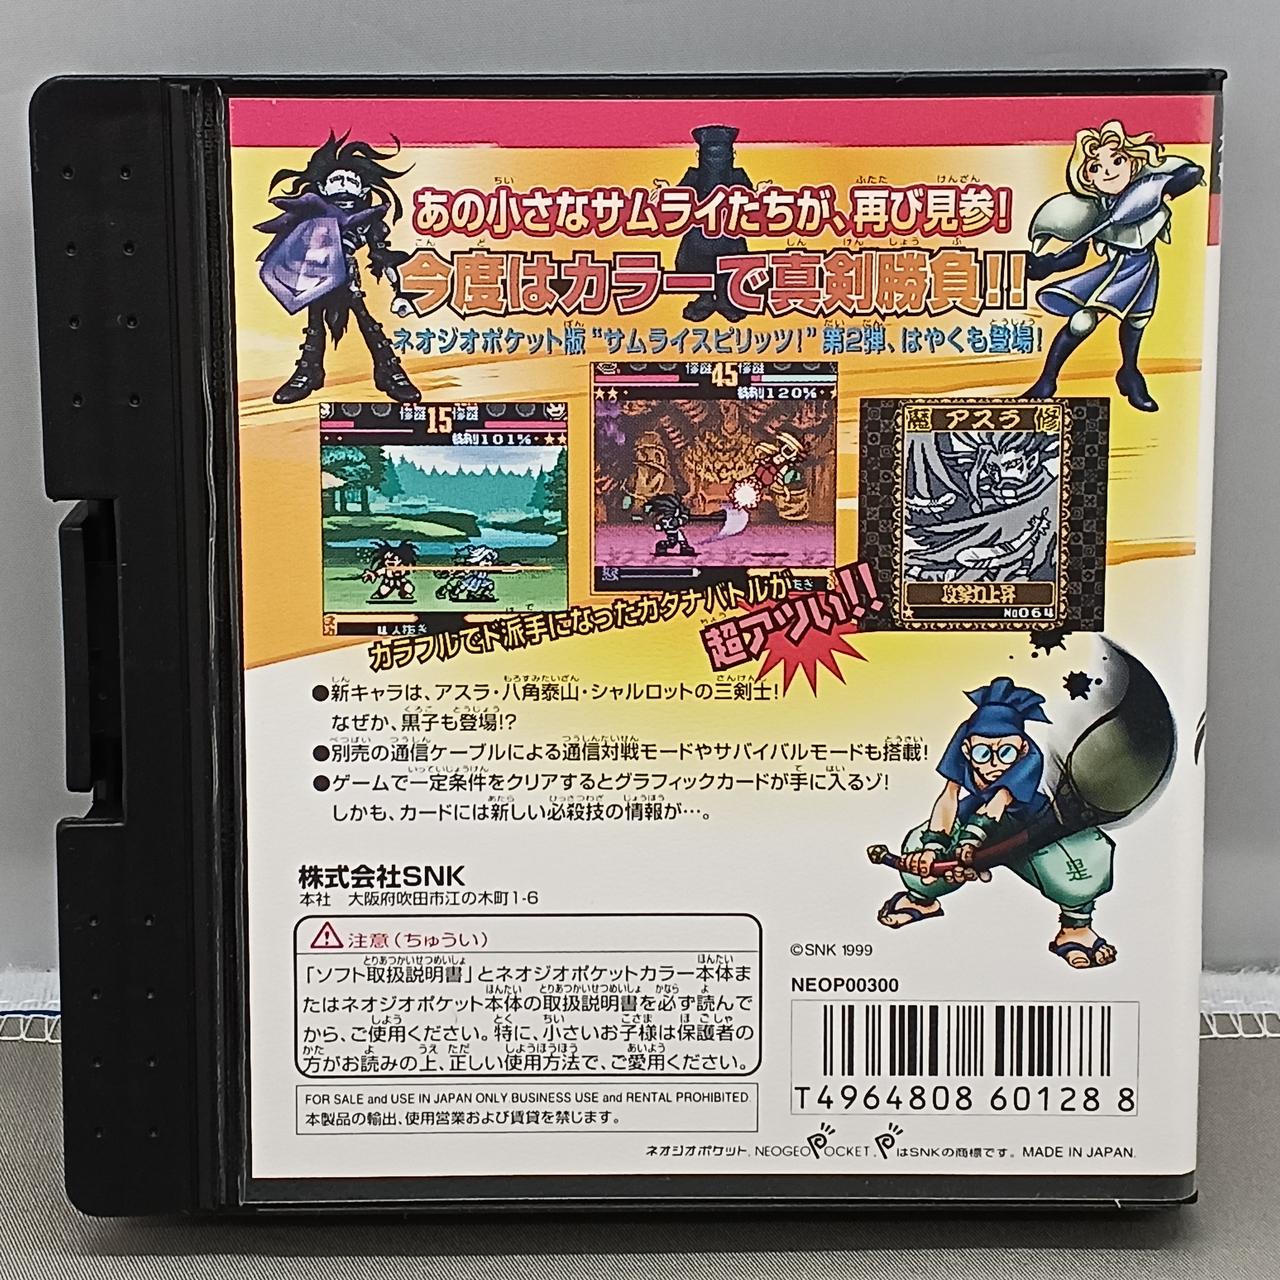 あの小さなサムライたちが、再び見参!
今度はカラーで真剣勝負!!
ネオジオポケット版“サムライスピリッツ!”第2弾、はやくも登場!
15
101%
45
勝利120%
魔 アスラ 修
攻撃力上昇
No064
カラフルでド派手になったカタナバトルが
超アツい!!
●新キャラは、アスラ・八角泰山・シャルロットの三剣士!
なぜか、黒子も登場!?
●別売の通信ケーブルによる通信対戦モードやサバイバルモードも搭載!
●ゲームで一定条件をクリアするとグラフィックカードが手に入るゾ!
しかも、カードには新しい必殺技の情報が…。
株式会社SNK
本社 大阪府吹田市江の木町1-6
注意(ちゅうい)
「ソフト取扱説明書」とネオジオポケットカラー本体ま
たはネオジオポケット本体の取扱説明書を必ず読んで
から、ご使用ください。特に、小さいお子様は保護者の
方がお読みの上、正しい使用方法で、ご愛用ください。
FOR SALE and USE IN JAPAN ONLY. BUSINESS USE and RENTAL PROHIBITED.
本製品の輸出、使用営業および賃貸を禁じます。
©SNK 1999
NEOP00300
T4964808 601288
ネオジオポケット, NEOGEO POCKET, PはSNKの商標です。 MADE IN JAPAN.